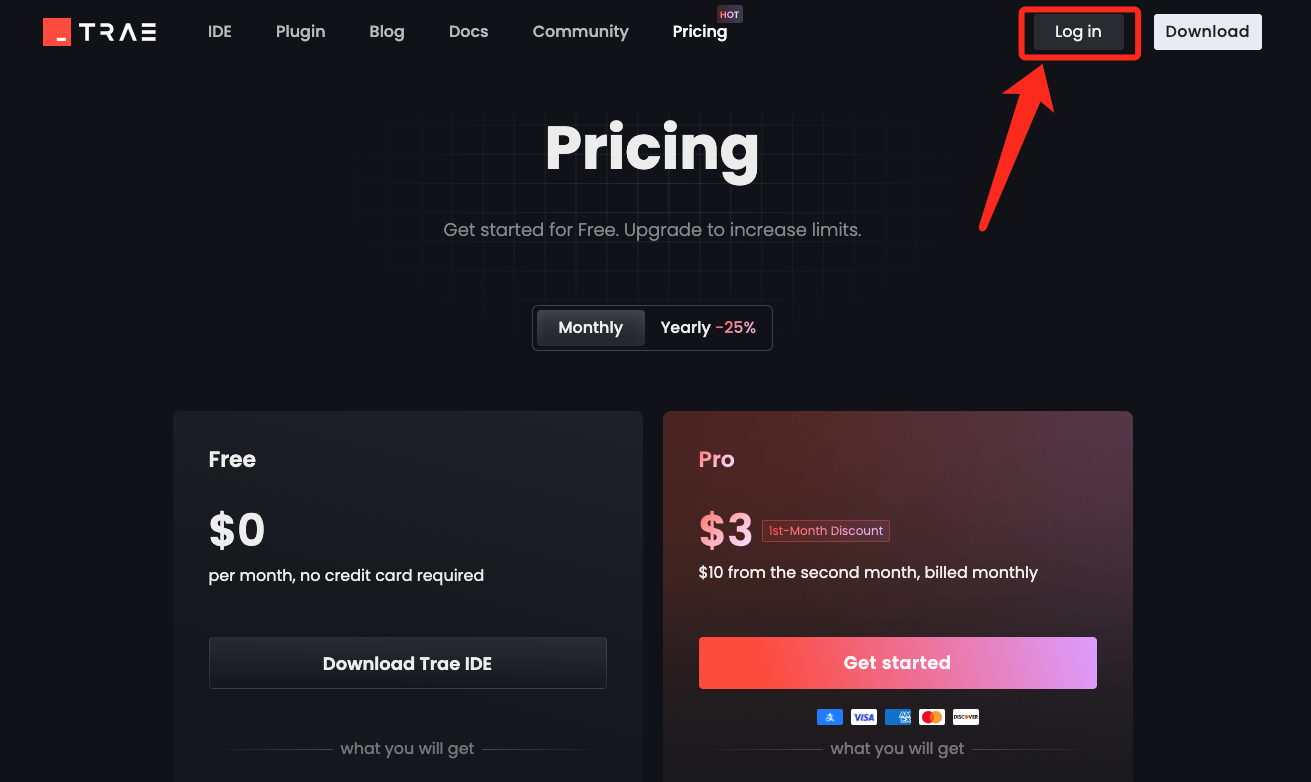 TRAE IDE Plugin Blog Docs Community Pricing HOT Log in Download
Pricing
Get started for Free. Upgrade to increase limits.
Monthly Yearly -25%
Free
$0
per month, no credit card required
Download Trae IDE
what you will get
Pro
$3 1st-Month Discount
$10 from the second month, billed monthly
Get started
VISA DISCOVER
what you will get